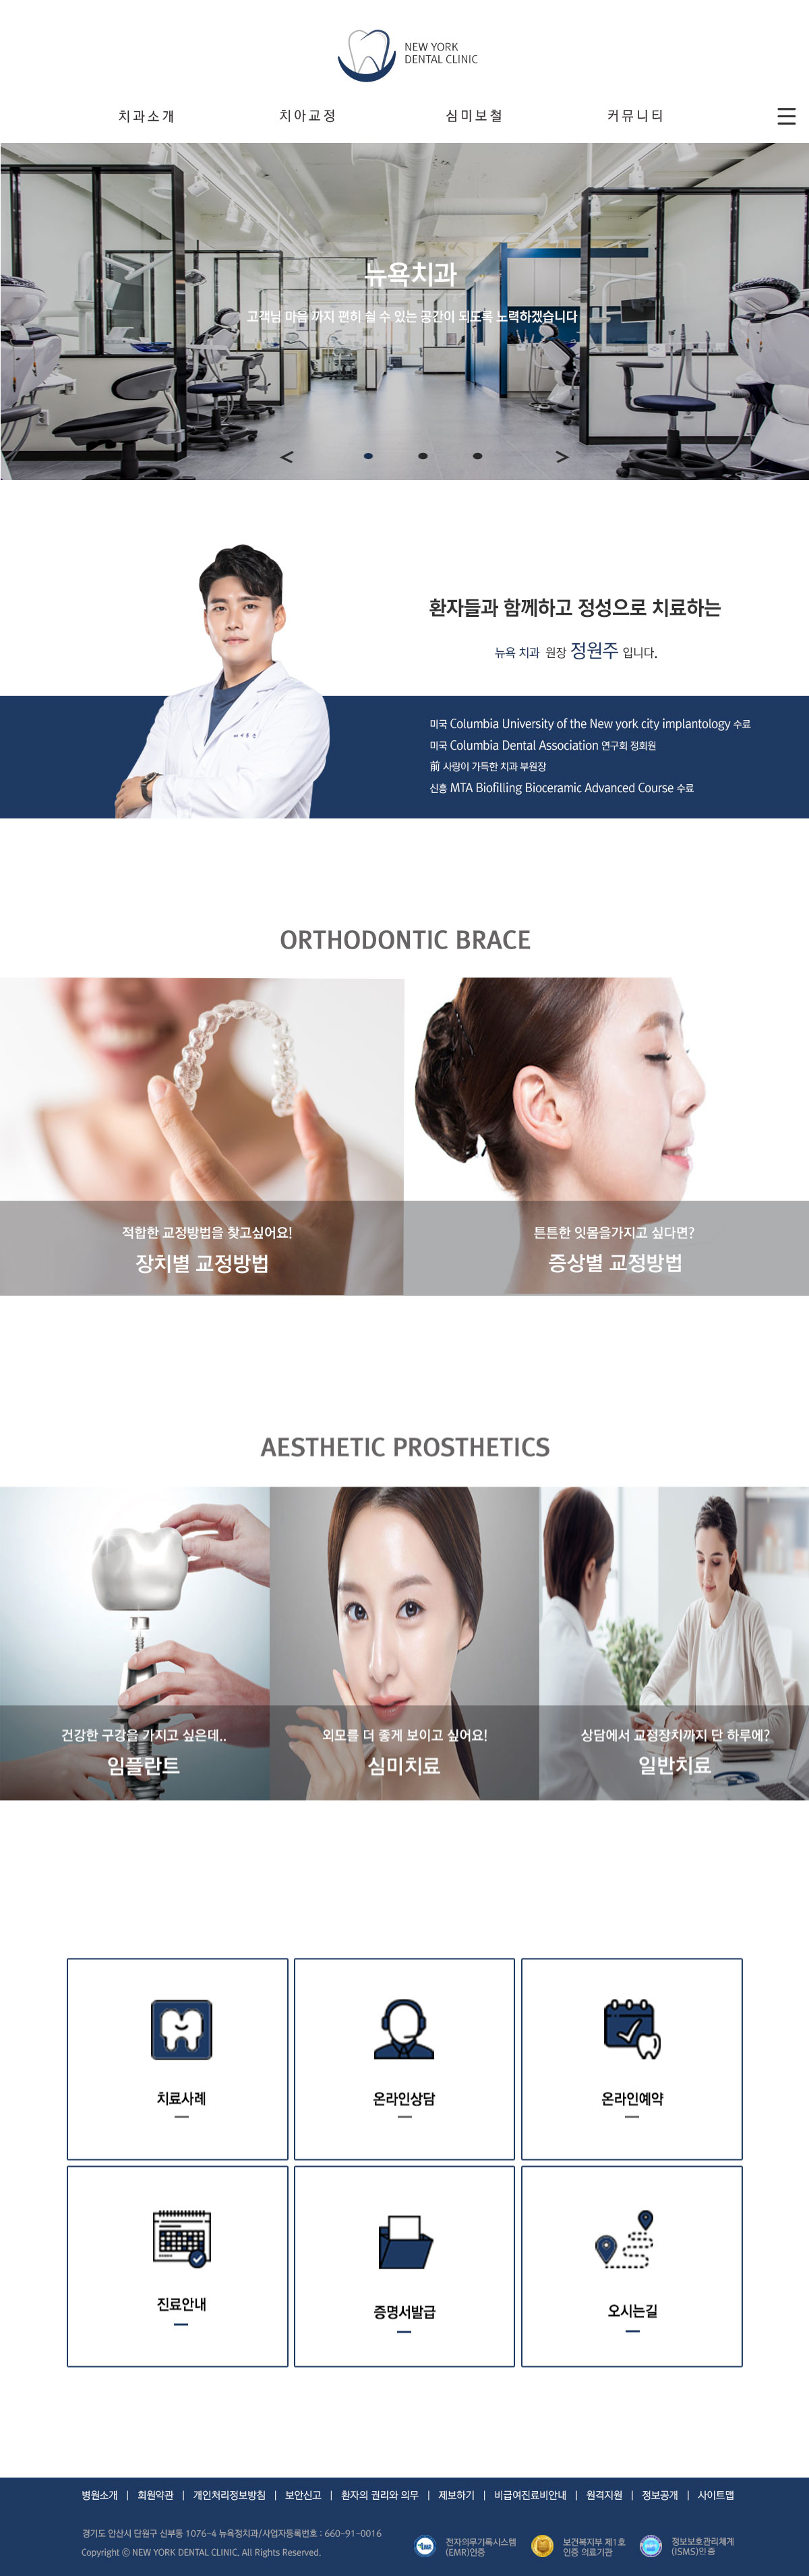 NEW YORK
DENTAL CLINIC
치과소개
치아교정
심미보철
커뮤니티
뉴욕치과
고객님 마음 까지 편히 쉴 수 있는 공간이 되도록 노력하겠습니다
환자들과 함께하고 정성으로 치료하는
뉴욕 치과 원장 정원주 입니다.
미국 Columbia University of the New york city implantology 수료
미국 Columbia Dental Association 연구회 정회원
前 사랑이 가득한 치과 부원장
신흥 MTA Biofilling Bioceramic Advanced Course 수료
ORTHODONTIC BRACE
적합한 교정방법을 찾고싶어요!
장치별 교정방법
튼튼한 잇몸을가지고 싶다면?
증상별 교정방법
AESTHETIC PROSTHETICS
건강한 구강을 가지고 싶은데..
임플란트
외모를 더 좋게 보이고 싶어요!
심미치료
상담에서 교정장치까지 단 하루에?
일반치료
치료사례
온라인상담
온라인예약
진료안내
증명서발급
오시는길
병원소개 | 회원약관 | 개인처리정보방침 | 보안신고 | 환자의 권리와 의무 | 제보하기 | 비급여진료비안내 | 원격지원 | 정보공개 | 사이트맵
경기도 안산시 단원구 신부동 1076-4 뉴욕정치과/사업자등록번호 : 660-91-0016
Copyright ⓒ NEW YORK DENTAL CLINIC. All Rights Reserved.
전자의무기록시스템
(EMR)인증
보건복지부 제1호
인증 의료기관
정보보호관리체계
(ISMS)인증